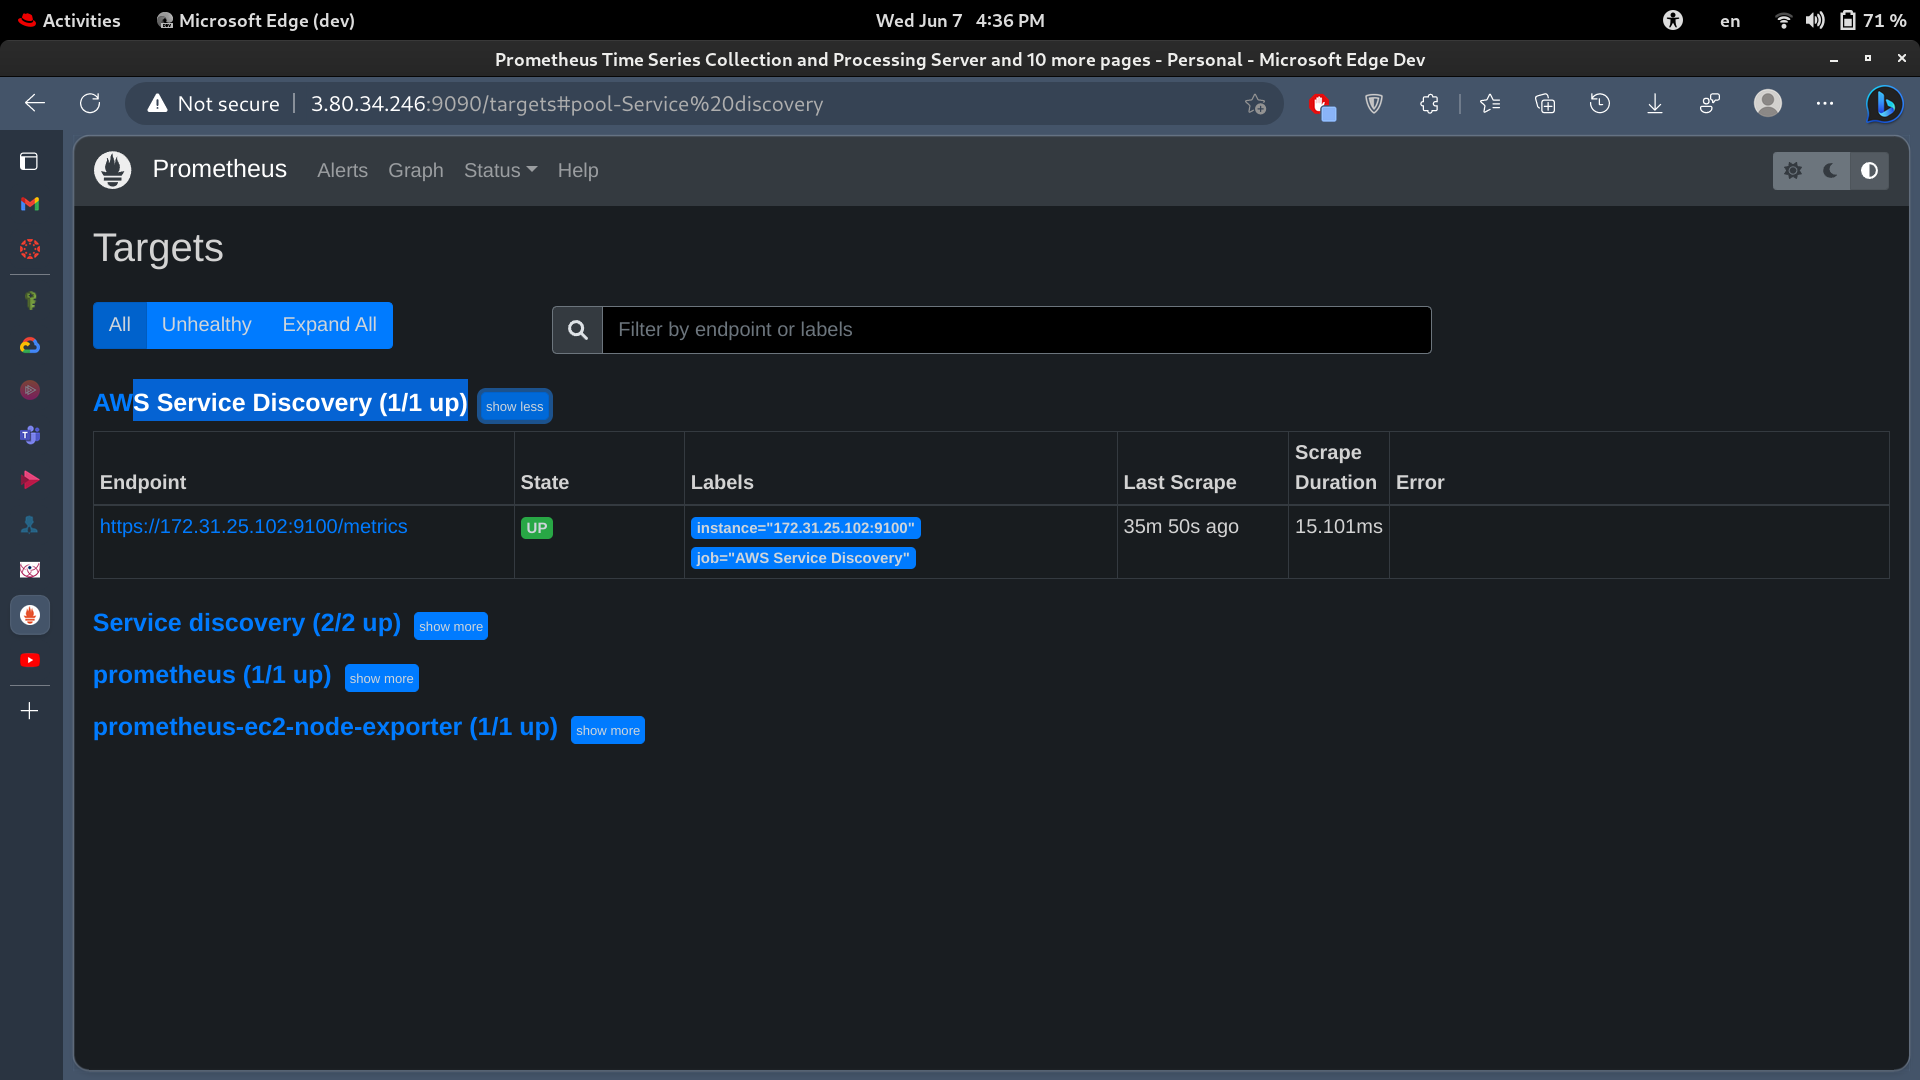 Activities Microsoft Edge (dev) Wed Jun 7 4:36 PM en 71 %
Prometheus Time Series Collection and Processing Server and 10 more pages - Personal - Microsoft Edge Dev
Not secure 3.80.34.246:9090/targets#pool-Service%20discovery
Prometheus Alerts Graph Status Help
Targets
All Unhealthy Expand All Filter by endpoint or labels
AWS Service Discovery (1/1 up) show less
Endpoint State Labels Last Scrape Scrape Duration Error
https://172.31.25.102:9100/metrics UP instance="172.31.25.102:9100" 35m 50s ago 15.101ms
job="AWS Service Discovery"
Service discovery (2/2 up) show more
prometheus (1/1 up) show more
prometheus-ec2-node-exporter (1/1 up) show more